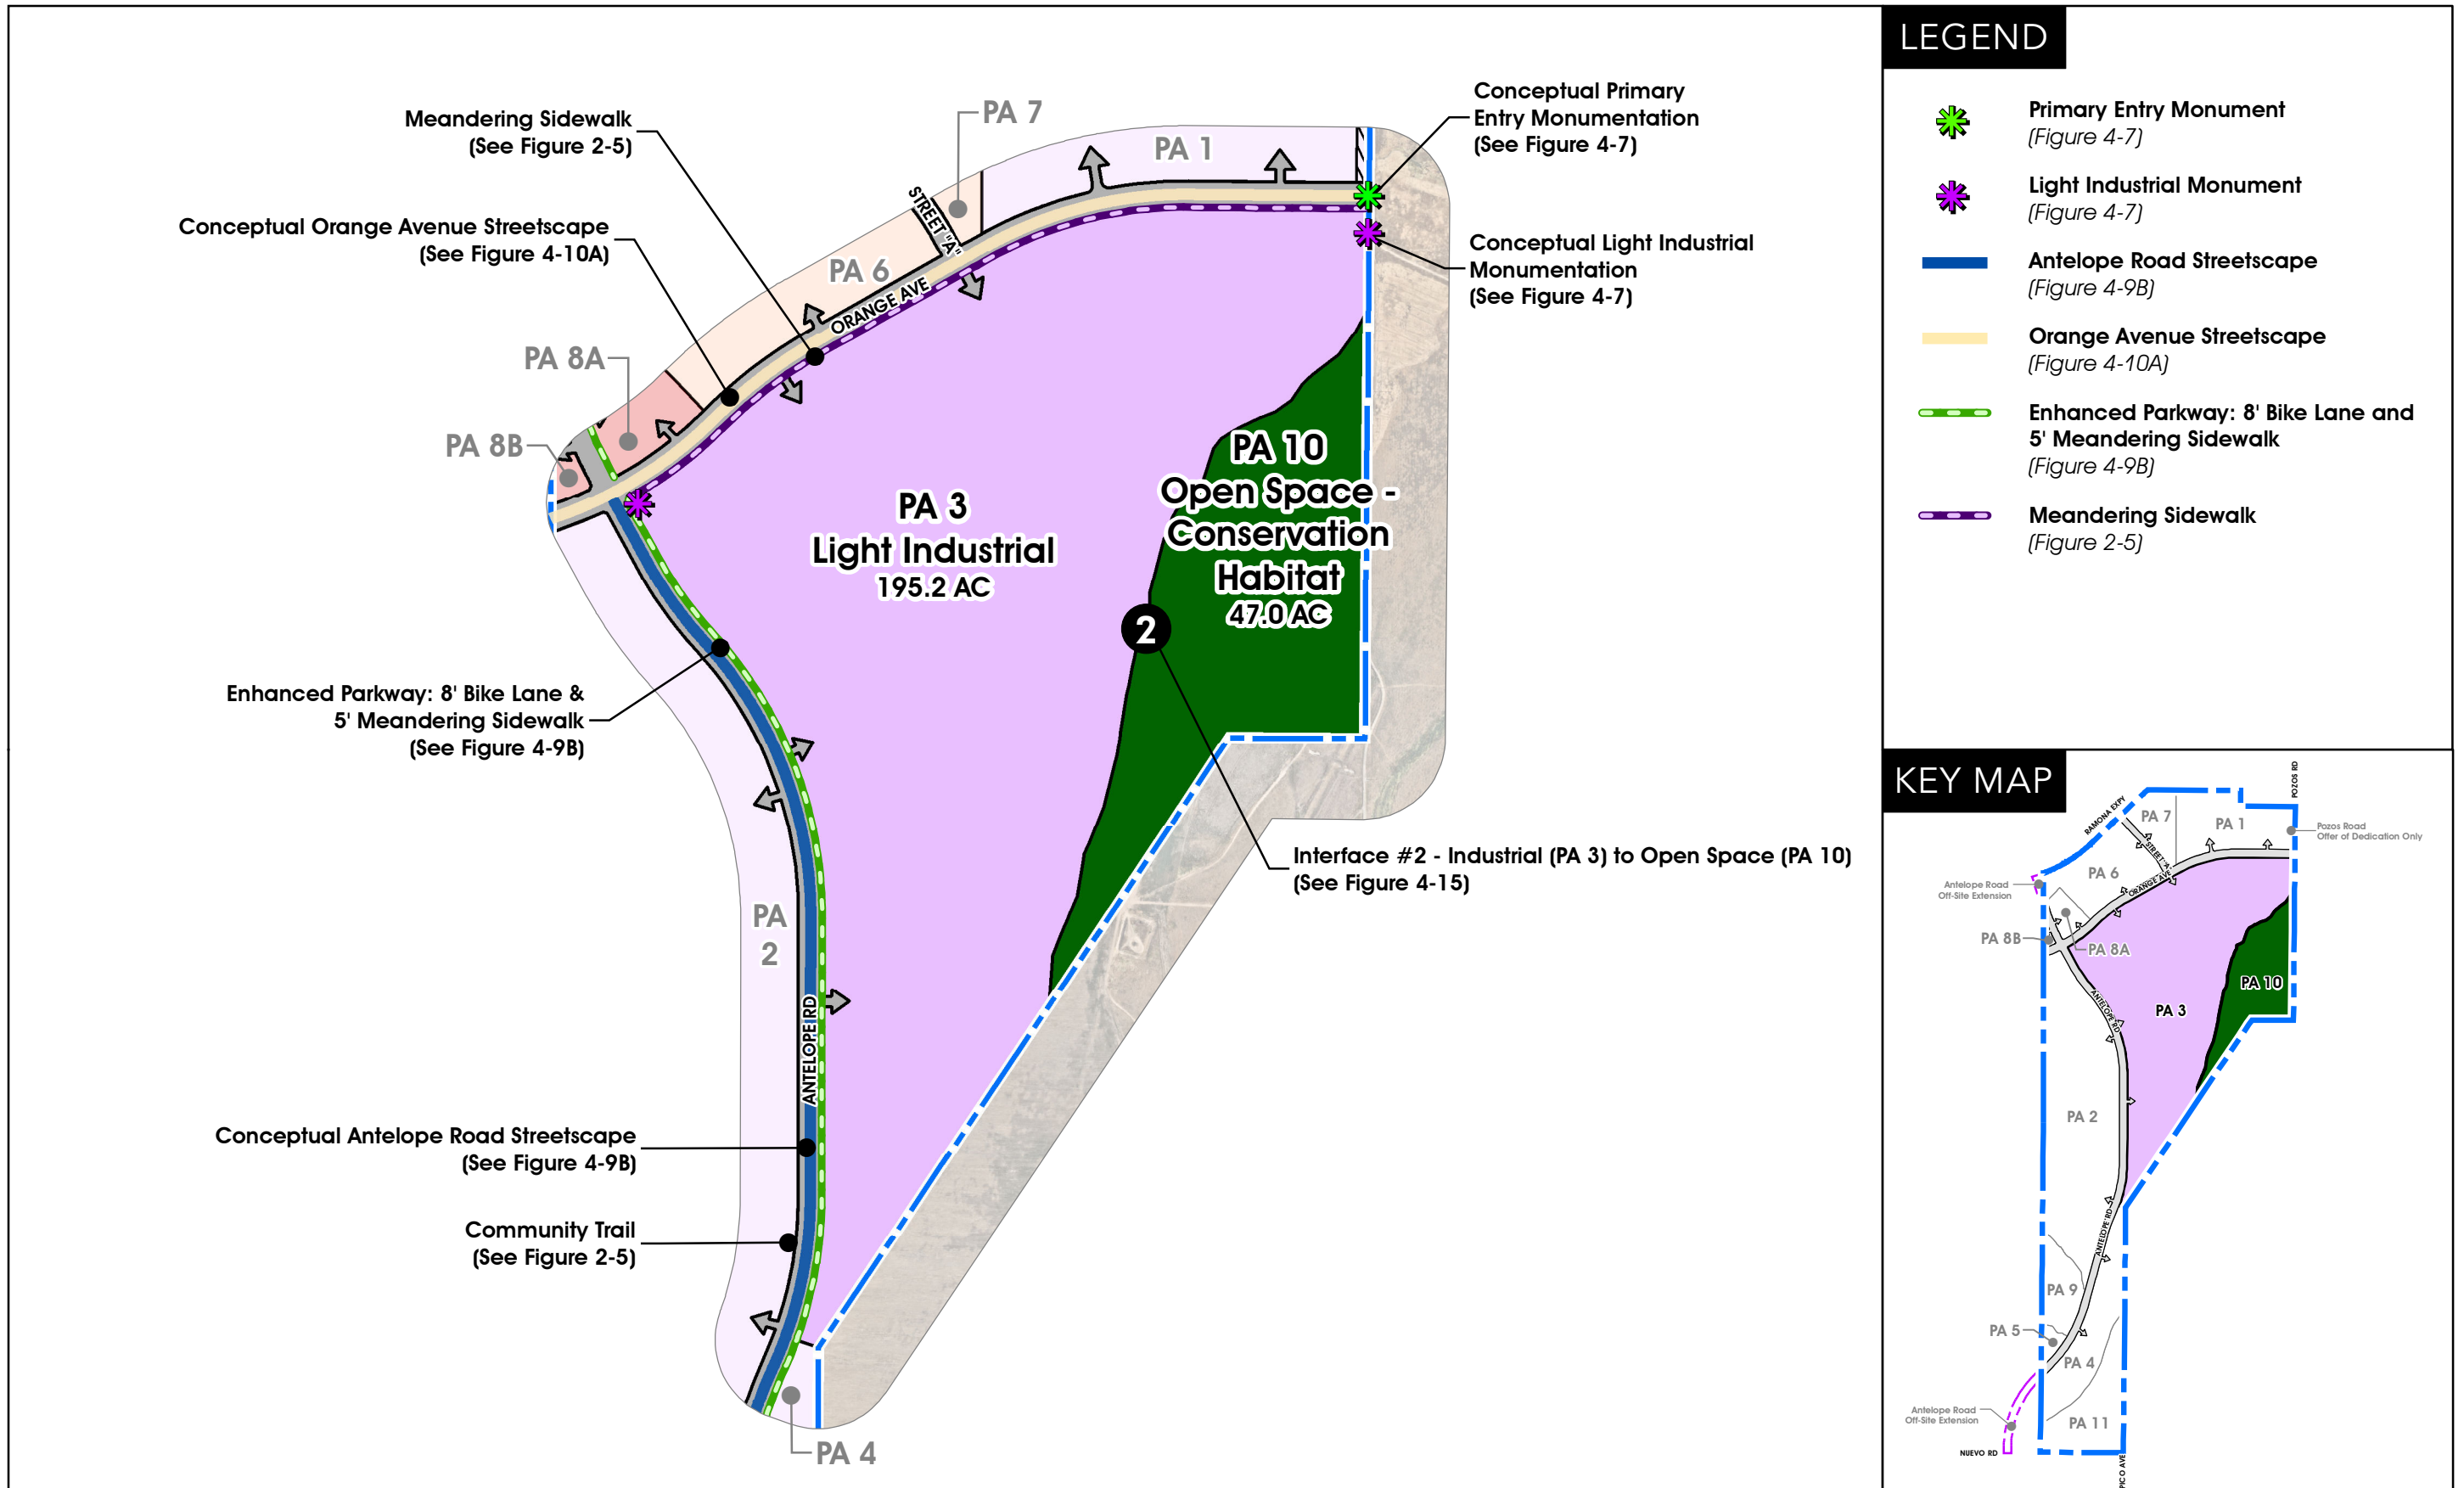 Meandering Sidewalk
(See Figure 2-5)
Conceptual Orange Avenue Streetscape
(See Figure 4-10A)
PA 7
PA 1
STREET "A"
PA 6
ORANGE AVE
PA 8A
PA 8B
Conceptual Primary
Entry Monumentation
(See Figure 4-7)
Conceptual Light Industrial
Monumentation
(See Figure 4-7)
PA 3
Light Industrial
195.2 AC
PA 10
Open Space -
Conservation
Habitat
47.0 AC
2
Enhanced Parkway: 8' Bike Lane &
5' Meandering Sidewalk
(See Figure 4-9B)
Interface #2 - Industrial (PA 3) to Open Space (PA 10)
(See Figure 4-15)
PA
2
ANTELOPE RD
Conceptual Antelope Road Streetscape
(See Figure 4-9B)
Community Trail
(See Figure 2-5)
PA 4
LEGEND
Primary Entry Monument
(Figure 4-7)
Light Industrial Monument
(Figure 4-7)
Antelope Road Streetscape
(Figure 4-9B)
Orange Avenue Streetscape
(Figure 4-10A)
Enhanced Parkway: 8' Bike Lane and
5' Meandering Sidewalk
(Figure 4-9B)
Meandering Sidewalk
(Figure 2-5)
KEY MAP
POZOS RD
RAMONA EXPY
PA 7
PA 1
Pozos Road
Offer of Dedication Only
STREET "A"
PA 6
ORANGE AVE
Antelope Road
Off-Site Extension
PA 8B
PA 8A
PA 10
PA 3
ANTELOPE RD
PA 2
ANTELOPE RD
PA 9
PA 5
PA 4
Antelope Road
Off-Site Extension
PA 11
NUEVO RD
PICO AVE